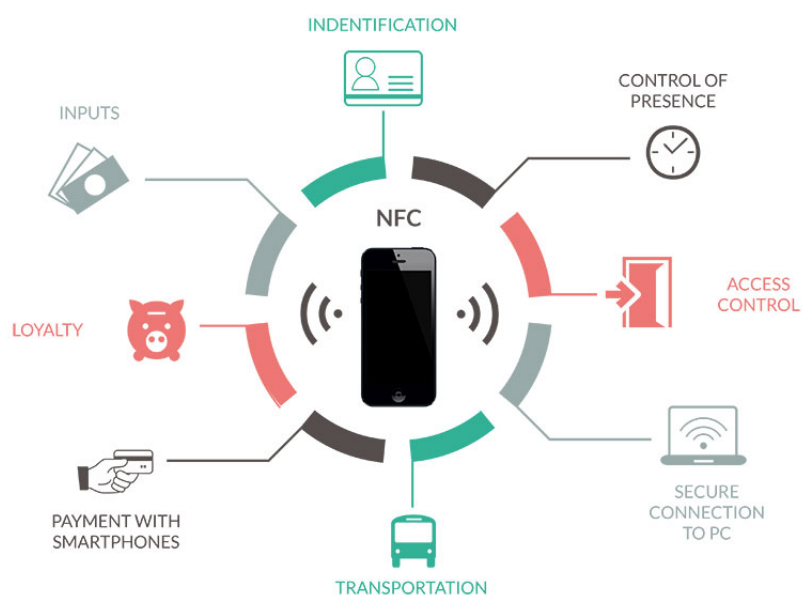 INDENTIFICATION
CONTROL OF
PRESENCE
INPUTS
NFC
ACCESS
CONTROL
LOYALTY
SECURE
CONNECTION
TO PC
PAYMENT WITH
SMARTPHONES
TRANSPORTATION